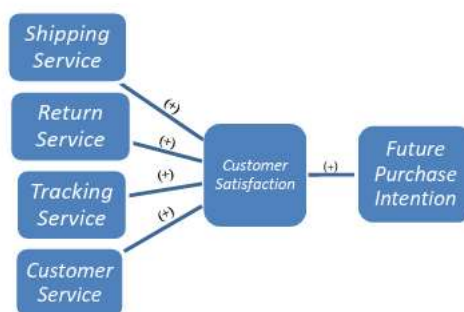 Shipping
Service
(+)
Return
Service
(+)
Tracking
Service
(+)
Customer
Service
(+)
Customer
Satisfaction
(+)
Future
Purchase
Intention